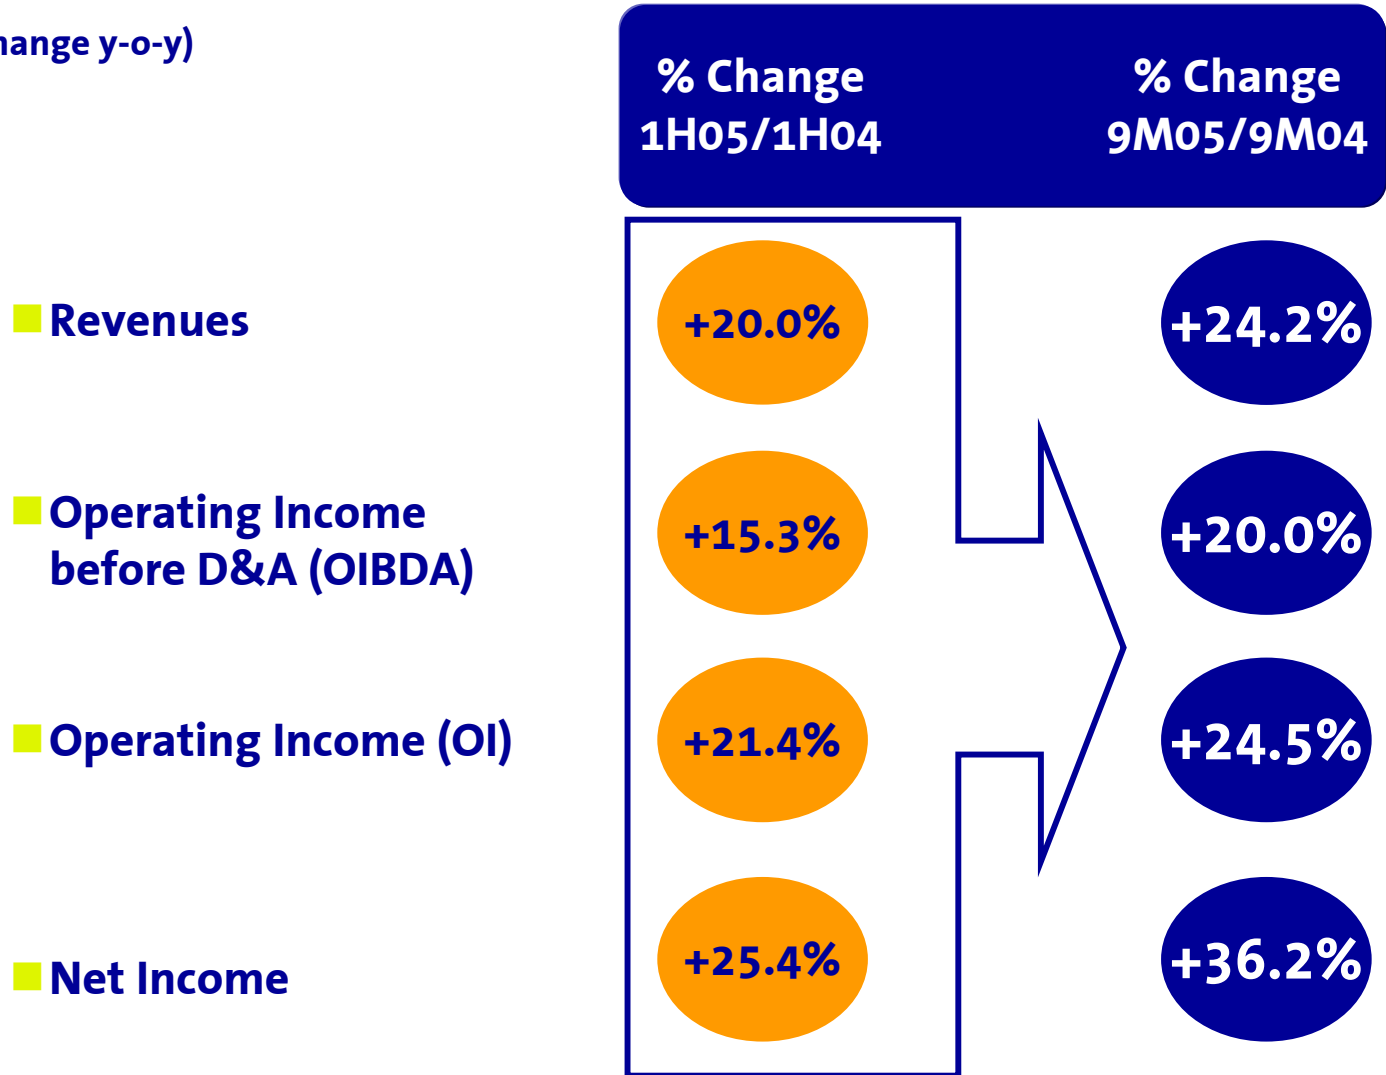 hange y-o-y)
% Change
1H05/1H04
% Change
9M05/9M04
Revenues
+20.0%
+24.2%
Operating Income
before D&A (OIBDA)
+15.3%
+20.0%
Operating Income (OI)
+21.4%
+24.5%
Net Income
+25.4%
+36.2%